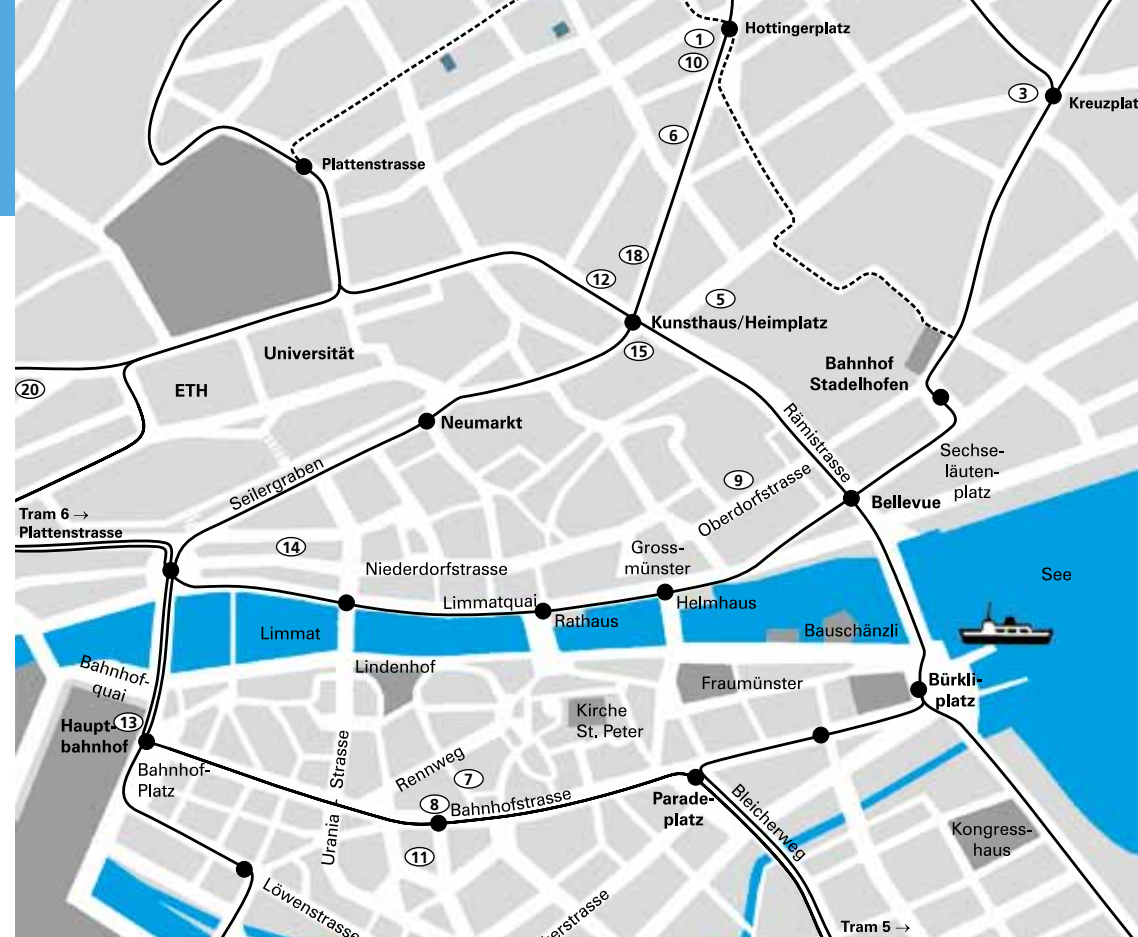 Hottingerplatz
1
10
3
Kreuzplat
6
Plattenstrasse
18
12
5
Kunsthaus/Heimplatz
15
Universität
Bahnhof
Stadelhofen
20
ETH
Neumarkt
Rämistrasse
Sechse-
läuten-
platz
Seilergraben
9
Oberdorfstrasse
Bellevue
Tram 6 →
Plattenstrasse
14
Gross-
münster
Niederdorfstrasse
See
Limmatquai
Helmhaus
Rathaus
Limmat
Bauschänzli
Bahnhof-
quai
Lindenhof
Fraumünster
Bürkli-
platz
13
Haupt-
bahnhof
Kirche
St. Peter
Bahnhof-
Platz
Urania - Strasse
Rennweg
7
8
Bahnhofstrasse
Parade-
platz
Bleicherweg
Kongress-
haus
11
Löwenstrasse
kerstrasse
Tram 5 →